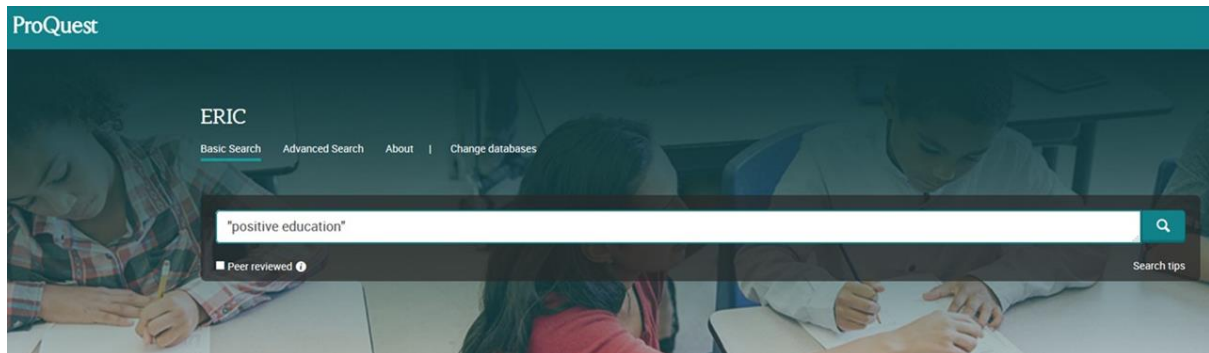 ProQuest
ERIC
Basic Search Advanced Search About | Change databases
"positive education"
Peer reviewed i
Search tips